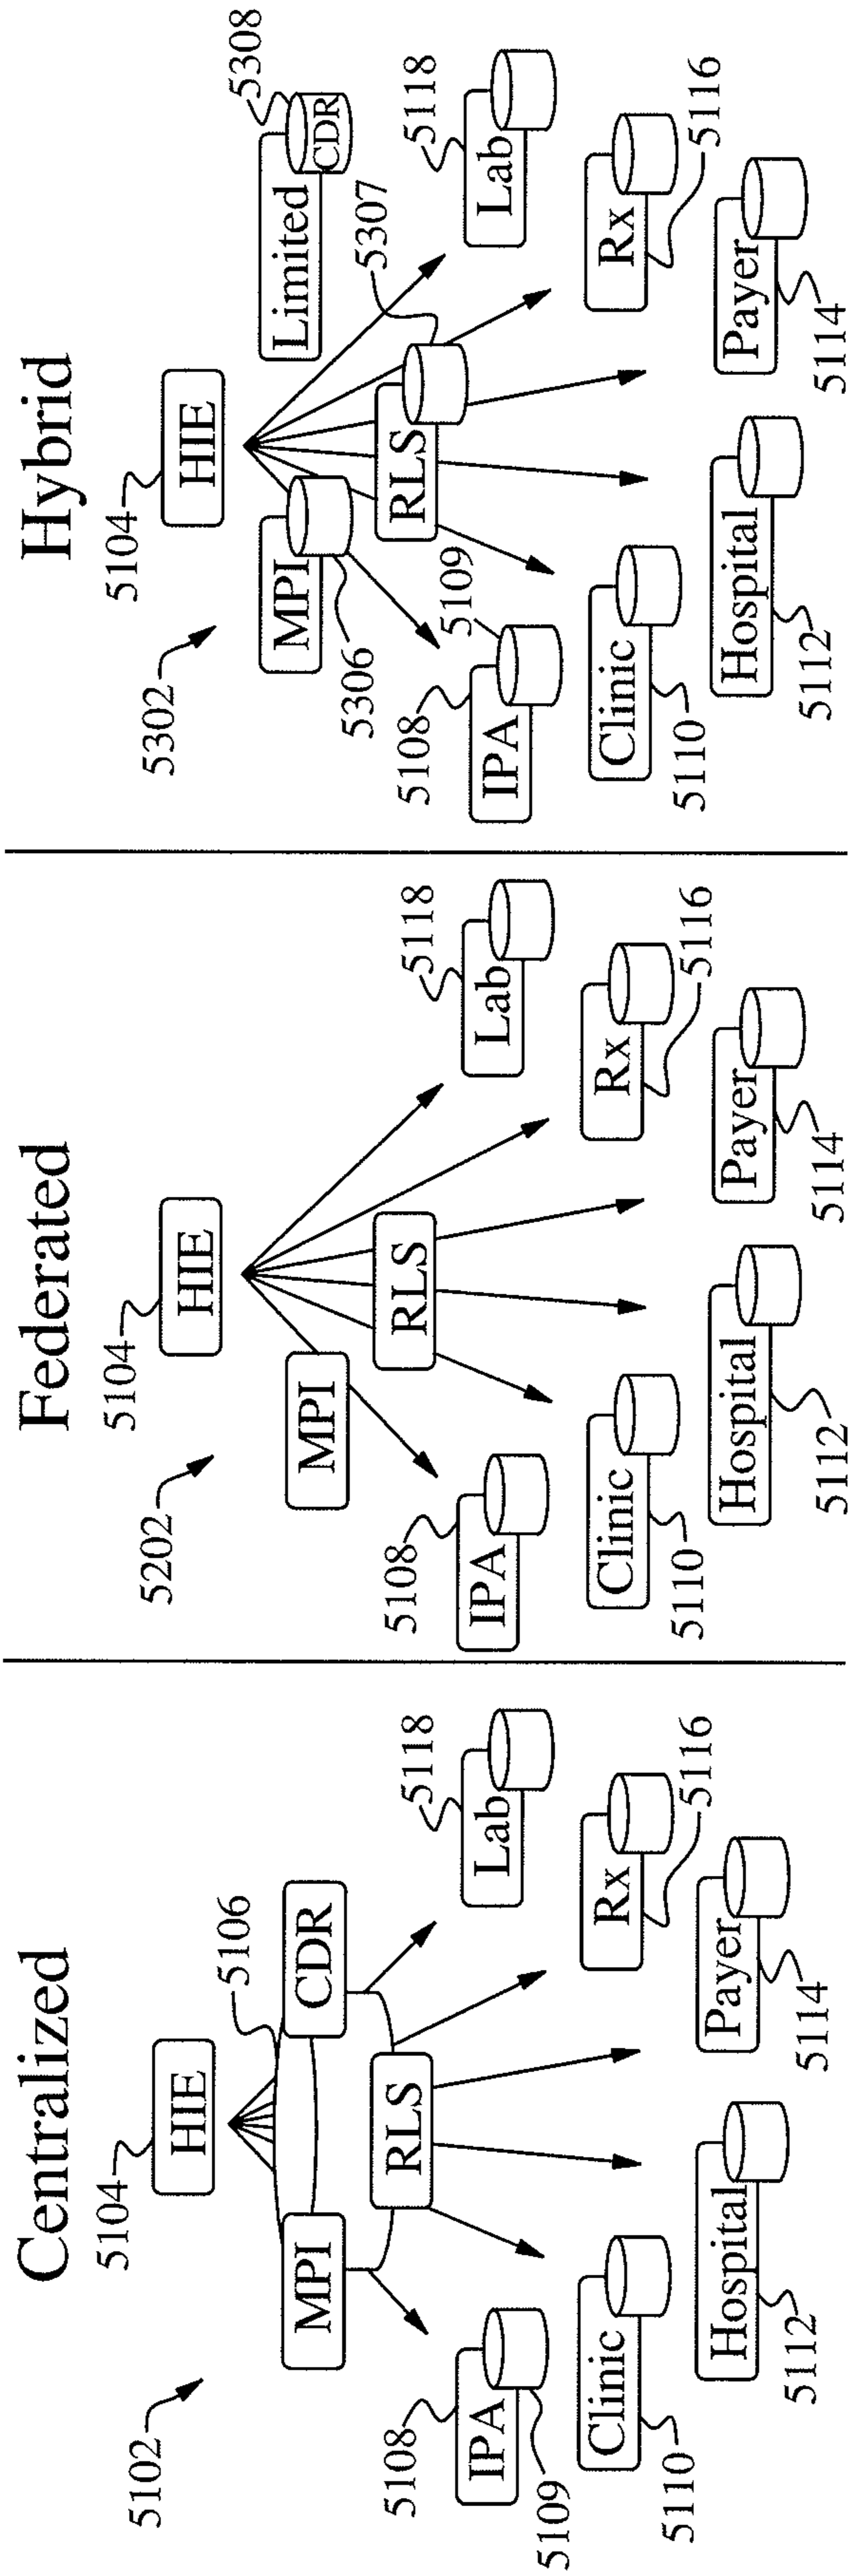 Centralized
5104
HIE
5102
5106
MPI
CDR
RLS
5108
IPA
5109
5118
Lab
Clinic
5110
Rx
5116
Hospital
5112
Payer
5114
Federated
5104
HIE
5202
MPI
RLS
5108
IPA
5118
Lab
Clinic
5110
Rx
5116
Hospital
5112
Payer
5114
Hybrid
5104
HIE
5302
5308
MPI
Limited
CDR
5306
RLS
5307
5108
IPA
5109
5118
Lab
Clinic
5110
Rx
5116
Hospital
5112
Payer
5114